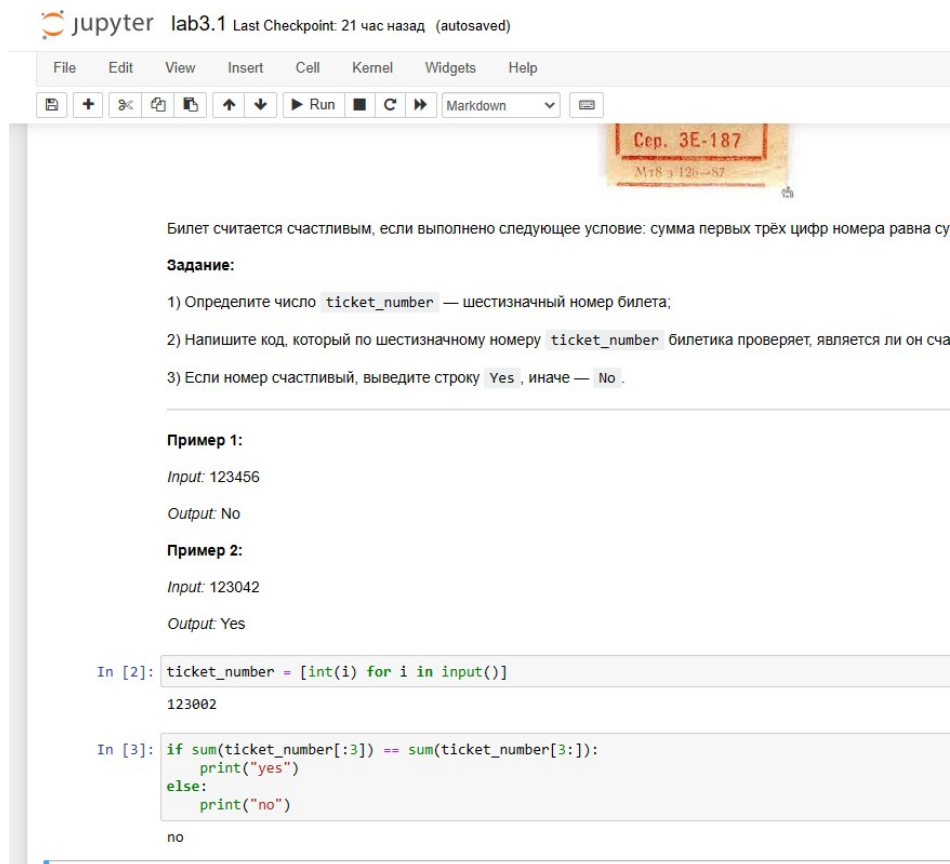 jupyter lab3.1 Last Checkpoint: 21 час назад (autosaved)
File Edit View Insert Cell Kernel Widgets Help
Run Markdown
Сер. ЗЕ-187
Билет считается счастливым, если выполнено следующее условие: сумма первых трёх цифр номера равна су
Задание:
1) Определите число ticket_number — шестизначный номер билета;
2) Напишите код, который по шестизначному номеру ticket_number билетика проверяет, является ли он сча
3) Если номер счастливый, выведите строку Yes , иначе — No .
Пример 1:
Input: 123456
Output: No
Пример 2:
Input: 123042
Output: Yes
In [2]: ticket_number = [int(i) for i in input()]
123002
In [3]: if sum(ticket_number[:3]) == sum(ticket_number[3:]):
print("yes")
else:
print("no")
no